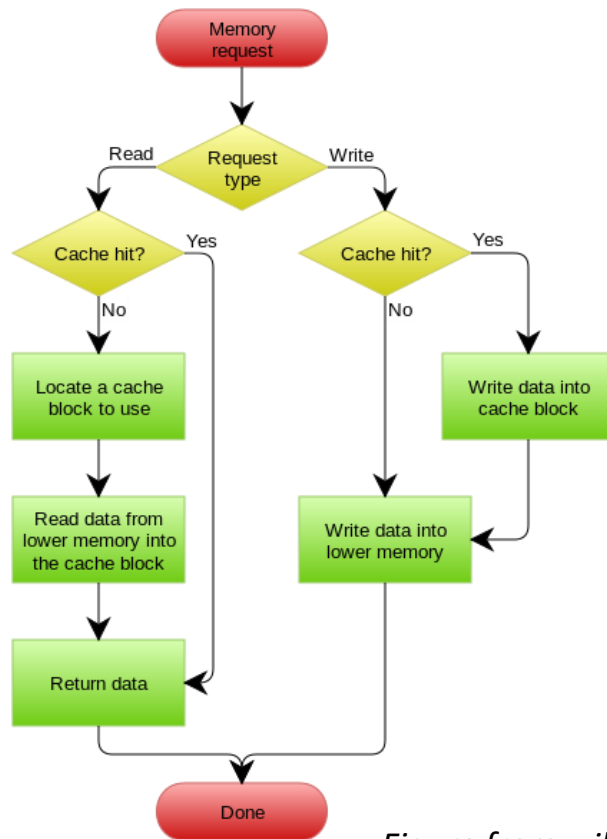 Memory
request
Read
Request
type
Write
Cache hit?
Yes
Cache hit?
Yes
No
No
Locate a cache
block to use
Write data into
cache block
Read data from
lower memory into
the cache block
Write data into
lower memory
Return data
Done
Figure from